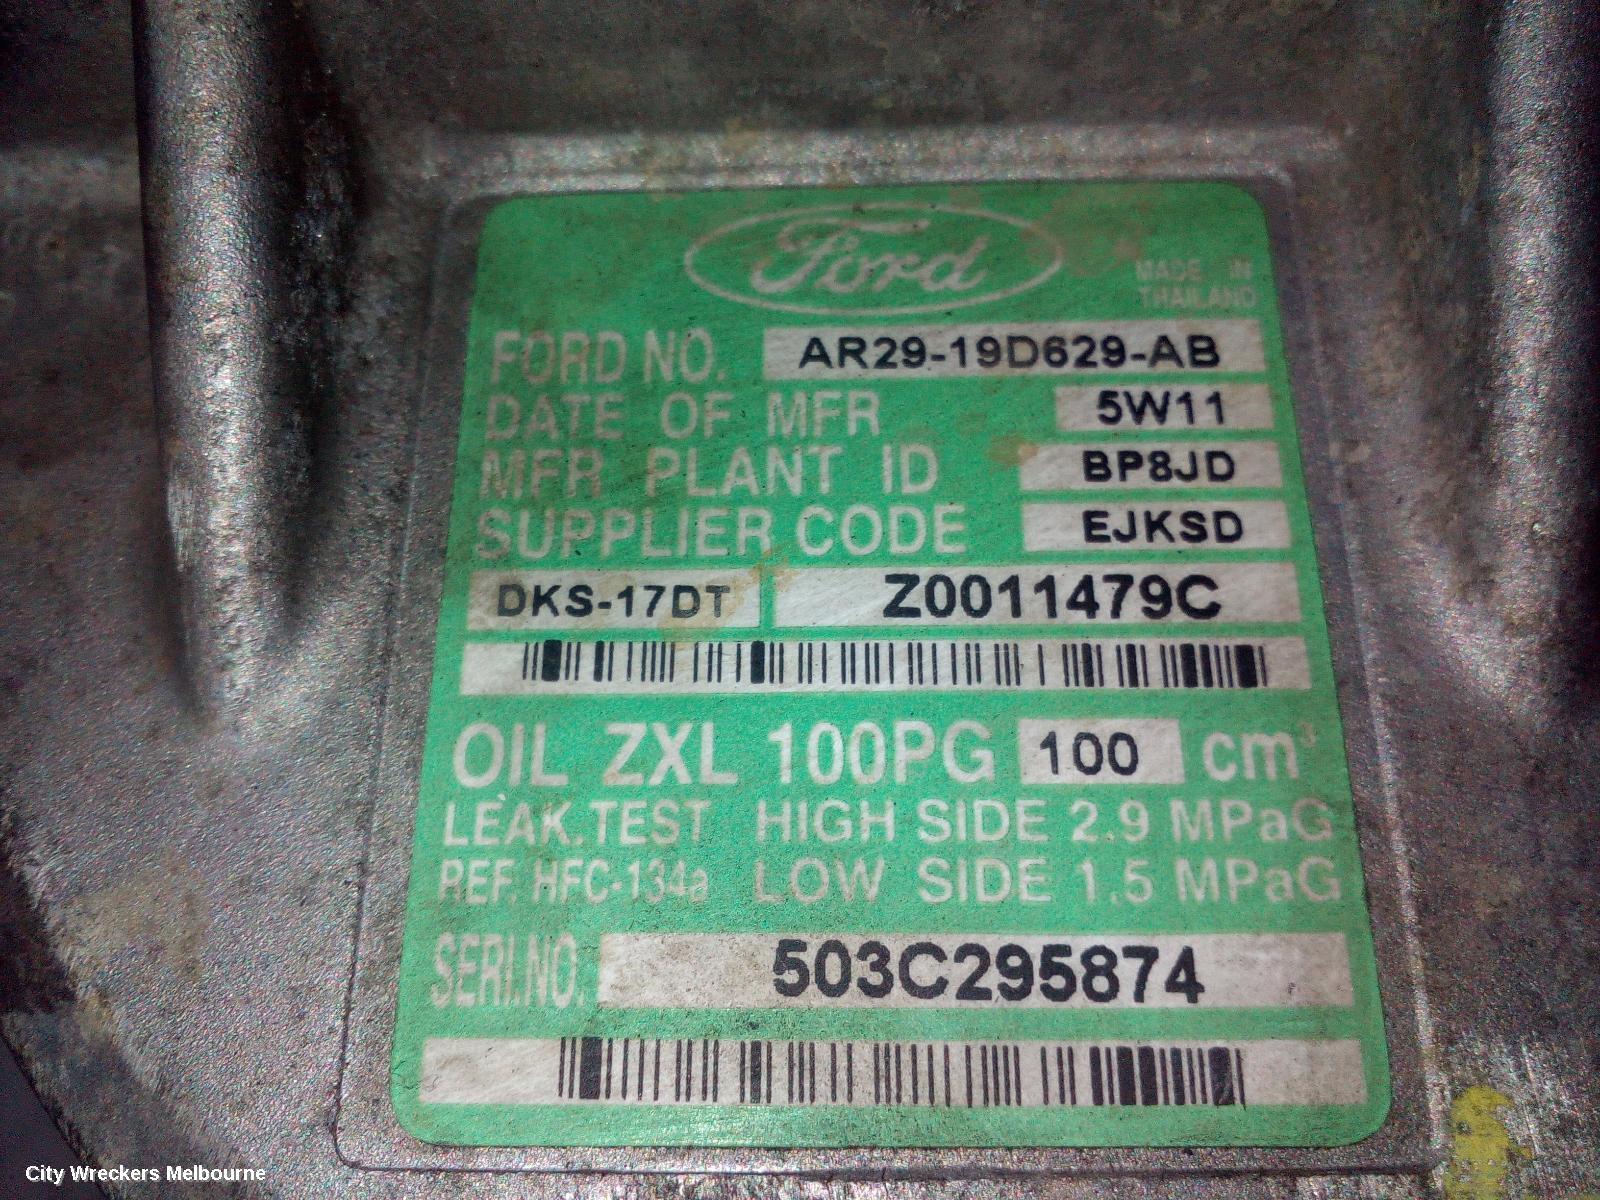 Ford
MADE IN
THAILAND
FORD NO. AR29-19D629-AB
DATE OF MFR 5W11
MFR PLANT ID BP8JD
SUPPLIER CODE EJKSD
DKS-17DT Z0011479C
OIL ZXL 100PG 100 cm³
LEAK.TEST HIGH SIDE 2.9 MPaG
REF. HFC-134a LOW SIDE 1.5 MPaG
SERI.NO. 503C295874
City Wreckers Melbourne